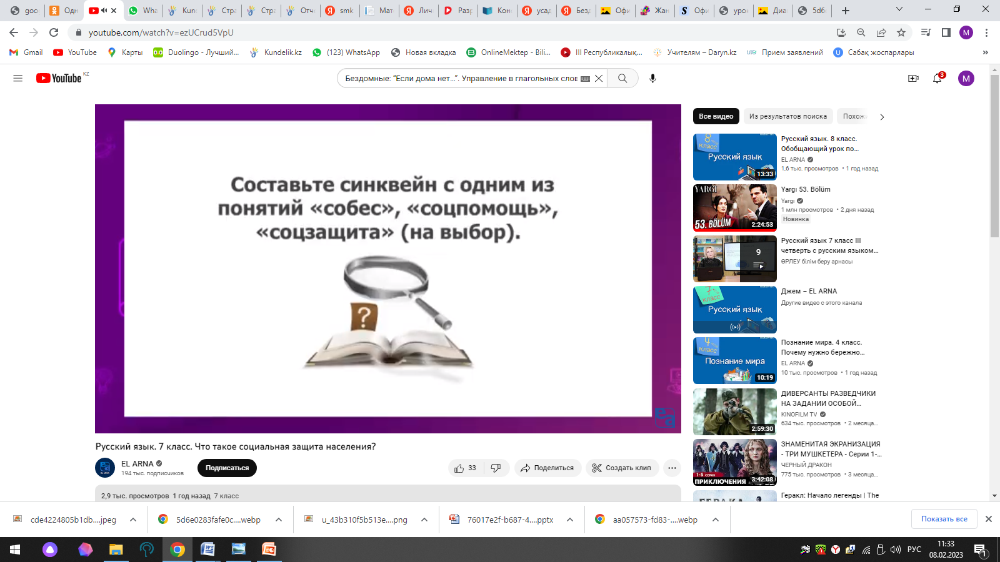 goo
Одн
Wha
Kund
Стра
Стра
Отче
smk
Мат
Личн
Разр
Конс
усад
Безд
Офи
Жан
Офи
урок
Диа
5d6
youtube.com/watch?v=ezUCrud5VpU
M
Gmail
YouTube
Карты
Duolingo - Лучший...
Kundelik.kz
(123) WhatsApp
Новая вкладка
OnlineMektep - Bili...
III Республикалық...
Учителям – Daryn.kz
Прием заявлений
Сабақ жоспарлары
»
YouTube KZ
Бездомные: "Если дома нет...". Управление в глагольных слов
3
M
Составьте синквейн с одним из
понятий «собес», «соцпомощь»,
«соцзащита» (на выбор).
?
Русский язык. 7 класс. Что такое социальная защита населения?
EL ARNA
194 тыс. подписчиков
Подписаться
33
Поделиться
Создать клип
2,9 тыс. просмотров 1 год назад 7 класс
Все видео
Из результатов поиска
Похожи
8
класс
Русский язык
13:33
Русский язык. 8 класс.
Обобщающий урок по...
EL ARNA
1,6 тыс. просмотров • 1 год назад
YARGI
53. BÖLÜM
2:24:53
Yargı 53. Bölüm
Yargı
1 млн просмотров • 2 дня назад
Новинка
9
Русский язык 7 класс III
четверть с русским языком...
ӨРЛЕУ білім беру арнасы
7
класс
Русский язык
Джем – EL ARNA
Другие видео с этого канала
4
класс
Познание мира
10:19
Познание мира. 4 класс.
Почему нужно бережно...
EL ARNA
10 тыс. просмотров • 1 год назад
2:59:30
ДИВЕРСАНТЫ РАЗВЕДЧИКИ
НА ЗАДАНИИ ОСОБОЙ...
KINOFILM TV
634 тыс. просмотров • 2 месяца...
1-5 СЕРИИ
ПРИКЛЮЧЕНИЯ
3:42:08
ЗНАМЕНИТАЯ ЭКРАНИЗАЦИЯ
- ТРИ МУШКЕТЕРА - Серии 1-...
ЧЕРНЫЙ ДРАКОН
775 тыс. просмотров • 3 месяца...
Геракл: Начало легенды | The
cde4224805b1db....jpeg
5d6e0283fafe0c....webp
u_43b310f5b513e....png
76017e2f-b687-4....pptx
aa057573-fd83-....webp
Показать все
РУС
11:33
08.02.2023
1